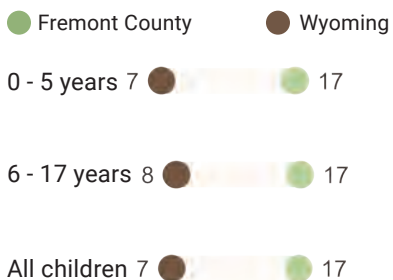 Fremont County Wyoming
0 - 5 years 7 17
6 - 17 years 8 17
All children 7 17